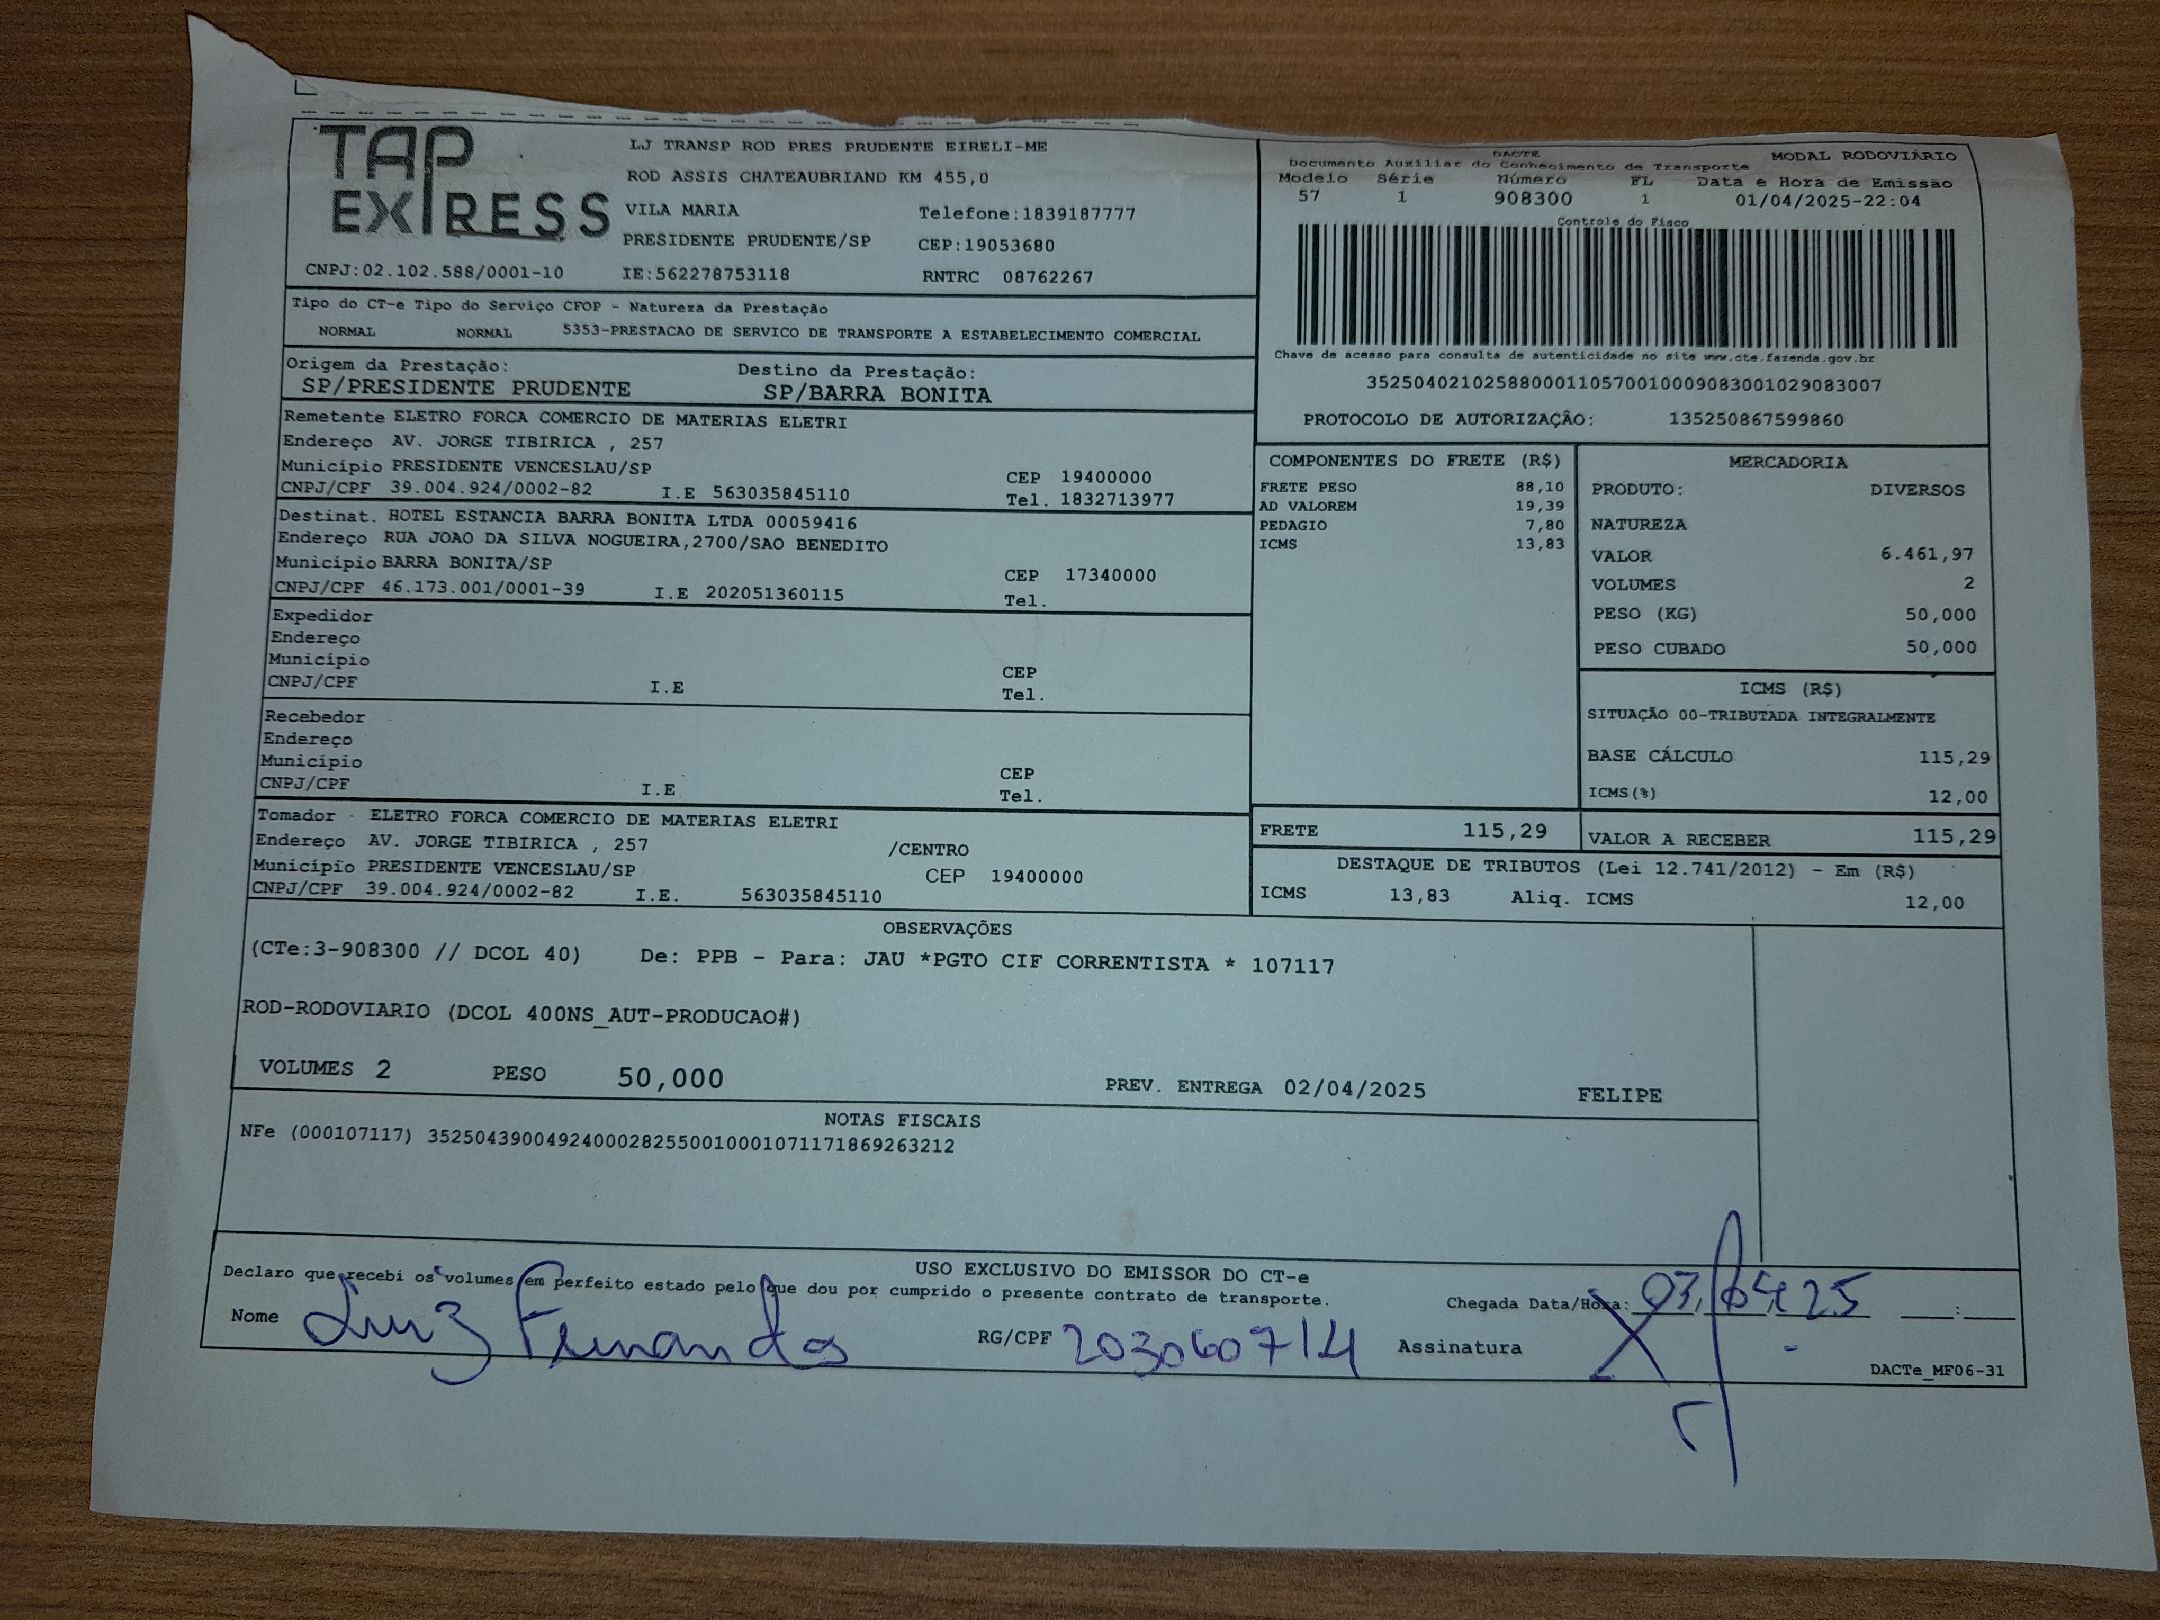 TAP EXPRESS
LJ TRANSP ROD PRES PRUDENTE EIRELI-ME
ROD ASSIS CHATEAUBRIAND KM 455,0
VILA MARIA Telefone:1839187777
PRESIDENTE PRUDENTE/SP CEP:19053680
CNPJ:02.102.588/0001-10 IE:562278753118 RNTRC 08762267
DACTE MODAL RODOVIÁRIO
Documento Auxiliar do Conhecimento de Transporte
Modelo Série Número FL Data e Hora de Emissão
57 1 908300 1 01/04/2025-22:04
Controle do Fisco
Chave de acesso para consulta de autenticidade no site www.cte.fazenda.gov.br
35250402102588000110570010009083001029083007
PROTOCOLO DE AUTORIZAÇÃO: 135250867599860
Tipo do CT-e Tipo do Serviço CFOP - Natureza da Prestação
NORMAL NORMAL 5353-PRESTACAO DE SERVICO DE TRANSPORTE A ESTABELECIMENTO COMERCIAL
Origem da Prestação: Destino da Prestação:
SP/PRESIDENTE PRUDENTE SP/BARRA BONITA
Remetente ELETRO FORCA COMERCIO DE MATERIAS ELETRI
Endereço AV. JORGE TIBIRICA , 257
Município PRESIDENTE VENCESLAU/SP CEP 19400000
CNPJ/CPF 39.004.924/0002-82 I.E 563035845110 Tel. 1832713977
Destinat. HOTEL ESTANCIA BARRA BONITA LTDA 00059416
Endereço RUA JOAO DA SILVA NOGUEIRA,2700/SAO BENEDITO
Município BARRA BONITA/SP CEP 17340000
CNPJ/CPF 46.173.001/0001-39 I.E 202051360115 Tel.
Expedidor
Endereço
Município CEP
CNPJ/CPF I.E Tel.
Recebedor
Endereço
Município CEP
CNPJ/CPF I.E Tel.
Tomador - ELETRO FORCA COMERCIO DE MATERIAS ELETRI
Endereço AV. JORGE TIBIRICA , 257 /CENTRO
Município PRESIDENTE VENCESLAU/SP CEP 19400000
CNPJ/CPF 39.004.924/0002-82 I.E. 563035845110
COMPONENTES DO FRETE (R$)
FRETE PESO 88,10
AD VALOREM 19,39
PEDAGIO 7,80
ICMS 13,83
MERCADORIA
PRODUTO: DIVERSOS
NATUREZA
VALOR 6.461,97
VOLUMES 2
PESO (KG) 50,000
PESO CUBADO 50,000
ICMS (R$)
SITUAÇÃO 00-TRIBUTADA INTEGRALMENTE
BASE CÁLCULO 115,29
ICMS(%) 12,00
FRETE 115,29 VALOR A RECEBER 115,29
DESTAQUE DE TRIBUTOS (Lei 12.741/2012) - Em (R$)
ICMS 13,83 Aliq. ICMS 12,00
OBSERVAÇÕES
(CTe:3-908300 // DCOL 40) De: PPB - Para: JAU *PGTO CIF CORRENTISTA * 107117
ROD-RODOVIARIO (DCOL 400NS_AUT-PRODUCAO#)
VOLUMES 2 PESO 50,000 PREV. ENTREGA 02/04/2025 FELIPE
NOTAS FISCAIS
NFe (000107117) 35250439004924000282550010001071171869263212
USO EXCLUSIVO DO EMISSOR DO CT-e
Declaro que recebi os volumes em perfeito estado pelo que dou por cumprido o presente contrato de transporte.
Chegada Data/Hora: 03/04/25 :
Nome Luiz Fernando RG/CPF 203060714 Assinatura
DACTe_MF06-31